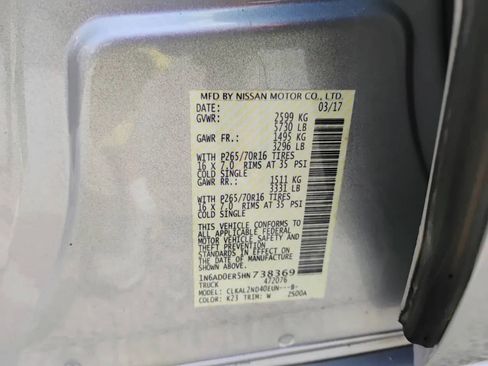 MFD BY NISSAN MOTOR CO., LTD.
DATE: 03/17
GVWR: 2599 KG
5730 LB
GAWR FR.: 1495 KG
3296 LB
WITH P265/70R16 TIRES
16 X 7.0 RIMS AT 35 PSI
COLD SINGLE
GAWR RR.: 1511 KG
3331 LB
WITH P265/70R16 TIRES
16 X 7.0 RIMS AT 35 PSI
COLD SINGLE
THIS VEHICLE CONFORMS TO
ALL APPLICABLE FEDERAL
MOTOR VEHICLE SAFETY AND
THEFT PREVENTION
STANDARDS IN EFFECT ON
THE DATE OF MANUFACTURE
SHOWN ABOVE.
1N6AD0ER5HN738369
TRUCK 472076
MODEL: CLKAL2ND40EUN---B-
COLOR: K23 TRIM: W 2S00A